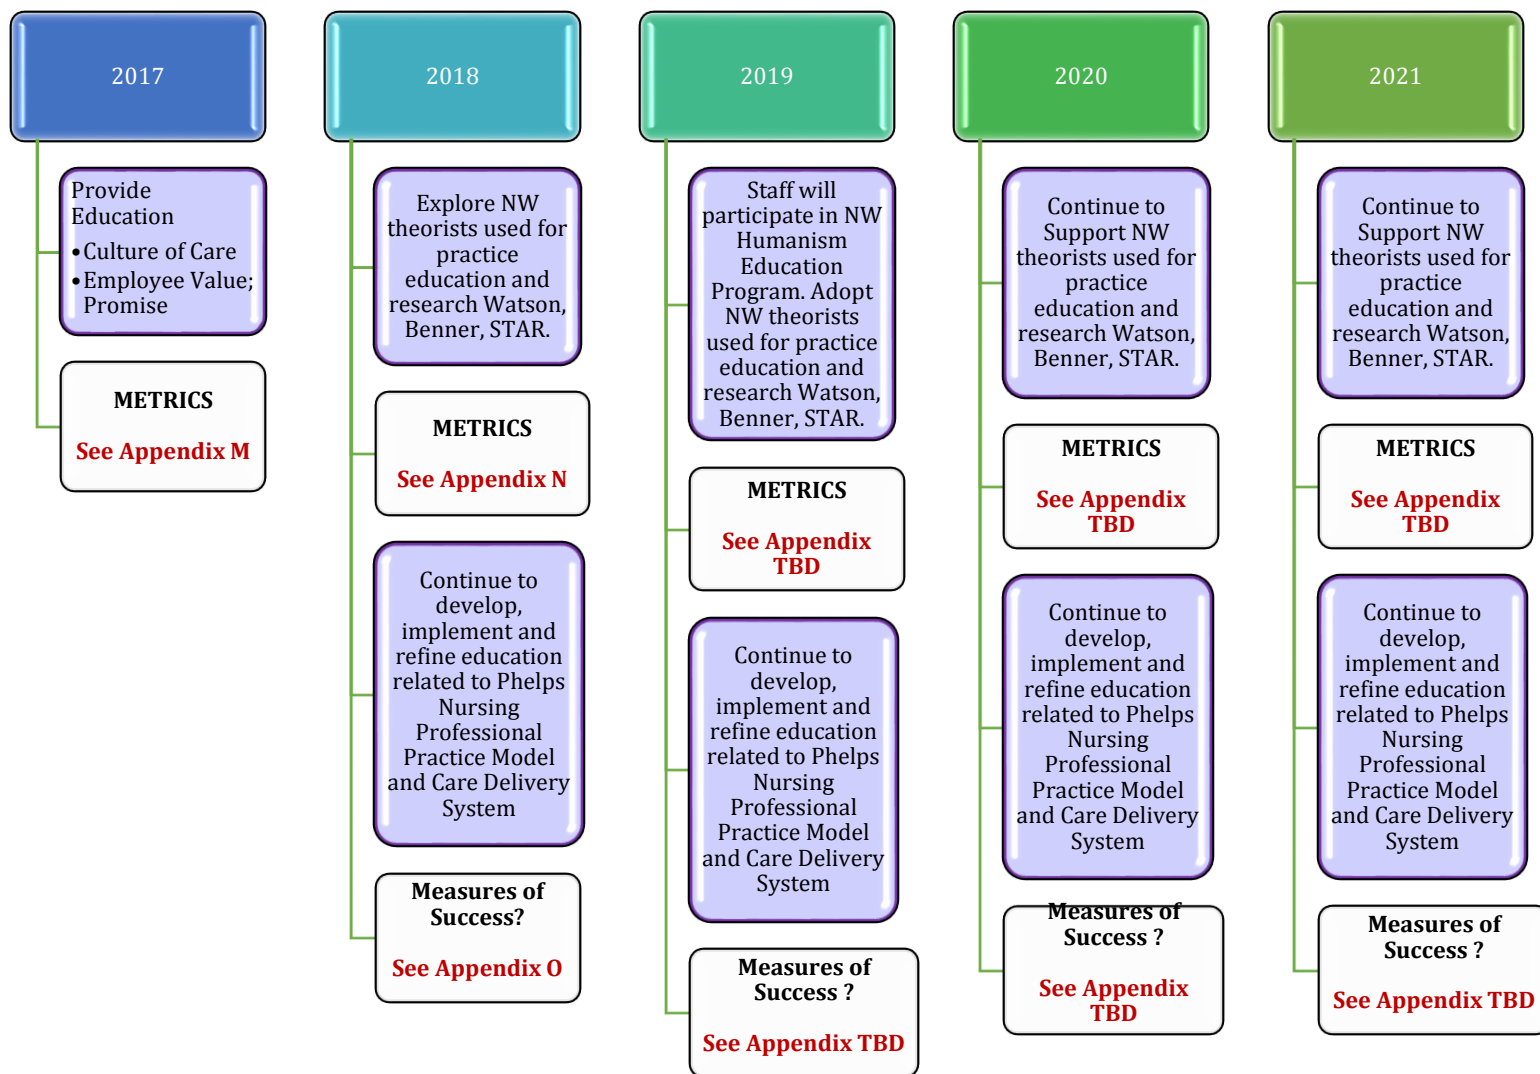 2017
Provide
Education
•Culture of Care
•Employee Value;
Promise
METRICS
See Appendix M
2018
Explore NW
theorists used for
practice
education and
research Watson,
Benner, STAR.
METRICS
See Appendix N
Continue to
develop,
implement and
refine education
related to Phelps
Nursing
Professional
Practice Model
and Care Delivery
System
Measures of
Success?
See Appendix O
2019
Staff will
participate in NW
Humanism
Education
Program. Adopt
NW theorists
used for practice
education and
research Watson,
Benner, STAR.
METRICS
See Appendix
TBD
Continue to
develop,
implement and
refine education
related to Phelps
Nursing
Professional
Practice Model
and Care Delivery
System
Measures of
Success ?
See Appendix TBD
2020
Continue to
Support NW
theorists used for
practice
education and
research Watson,
Benner, STAR.
METRICS
See Appendix
TBD
Continue to
develop,
implement and
refine education
related to Phelps
Nursing
Professional
Practice Model
and Care Delivery
System
Measures of
Success ?
See Appendix
TBD
2021
Continue to
Support NW
theorists used for
practice
education and
research Watson,
Benner, STAR.
METRICS
See Appendix
TBD
Continue to
develop,
implement and
refine education
related to Phelps
Nursing
Professional
Practice Model
and Care Delivery
System
Measures of
Success ?
See Appendix TBD